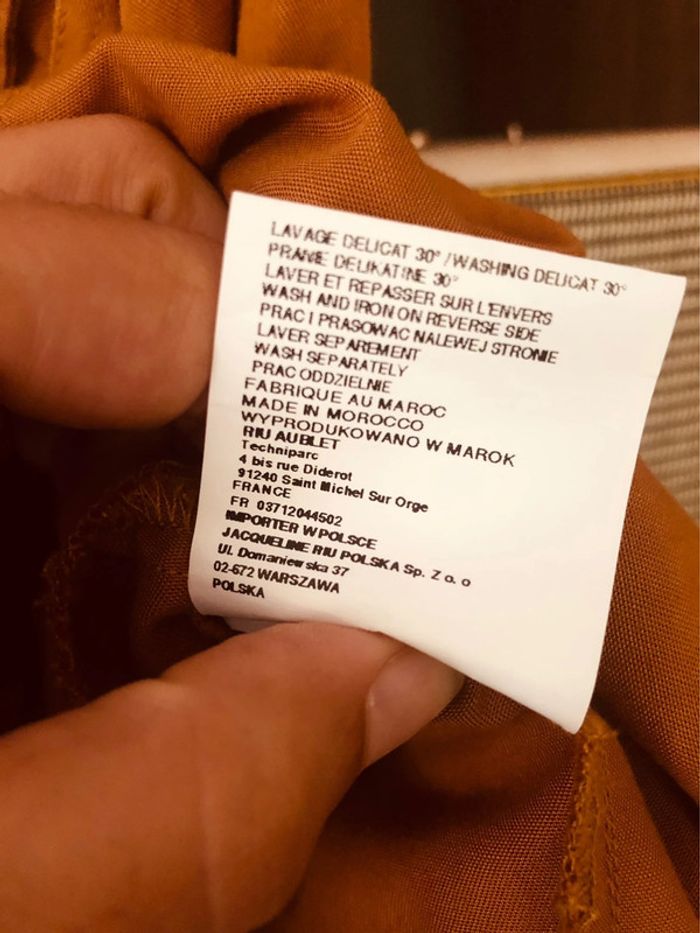 LAVAGE DELICAT 30° / WASHING DELICAT 30°
PRANIE DELIKATINE 30°
LAVER ET REPASSER SUR L'ENVERS
WASH AND IRON ON REVERSE SIDE
PRAC I PRASOWAC NALEWEJ STRONIE
LAVER SEPAREMENT
WASH SEPARATELY
PRAC ODDZIELNIE
FABRIQUE AU MAROC
MADE IN MOROCCO
WYPRODUKOWANO W MAROK
RIU AUBLET
Techniparc
4 bis rue Diderot
91240 Saint Michel Sur Orge
FRANCE
FR 03712044502
IMPORTER W POLSCE
JACQUELINE RIU POLSKA Sp. Z o. o
Ul. Domaniewska 37
02-672 WARSZAWA
POLSKA